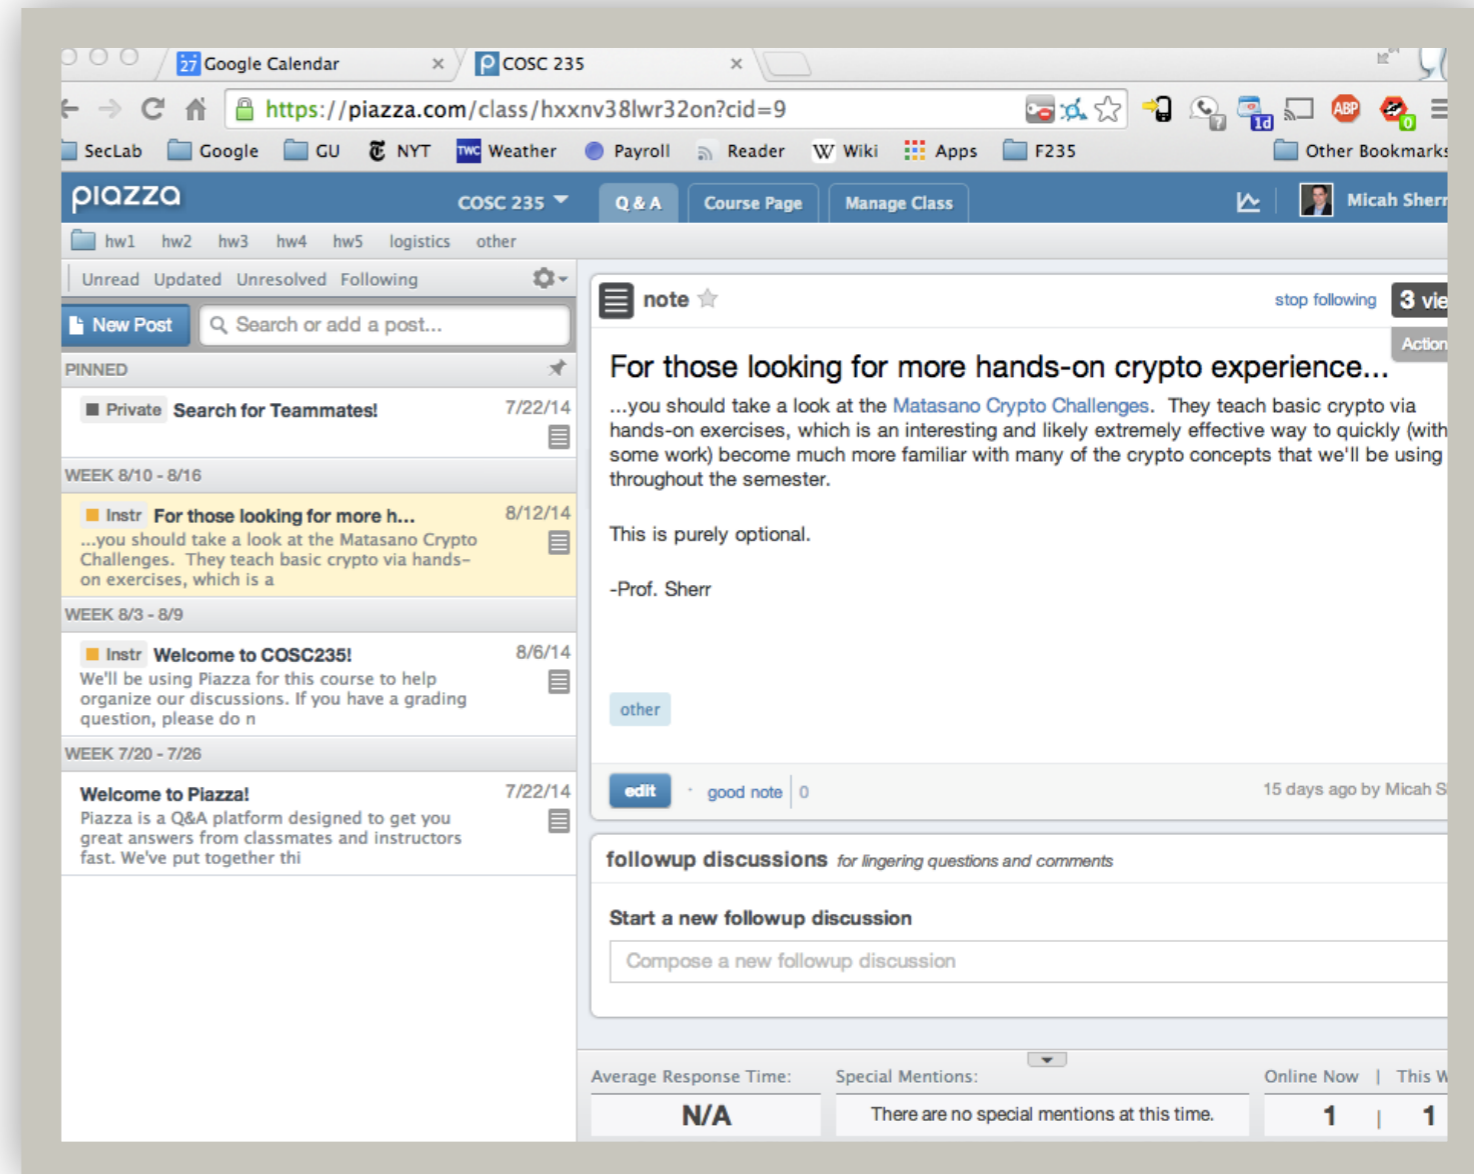 27 Google Calendar × COSC 235 ×
https://piazza.com/class/hxxnv38lwr32on?cid=9
? 1d ABP 0
SecLab Google GU NYT TWC Weather Payroll Reader W Wiki Apps F235 Other Bookmarks
piazza COSC 235 Q & A Course Page Manage Class Micah Sherr
hw1 hw2 hw3 hw4 hw5 logistics other
Unread Updated Unresolved Following
New Post Search or add a post...
PINNED
Private Search for Teammates! 7/22/14
WEEK 8/10 - 8/16
Instr For those looking for more h... 8/12/14
...you should take a look at the Matasano Crypto
Challenges. They teach basic crypto via hands-
on exercises, which is a
WEEK 8/3 - 8/9
Instr Welcome to COSC235! 8/6/14
We'll be using Piazza for this course to help
organize our discussions. If you have a grading
question, please do n
WEEK 7/20 - 7/26
Welcome to Piazza! 7/22/14
Piazza is a Q&A platform designed to get you
great answers from classmates and instructors
fast. We've put together thi
note stop following 3 vie
Action
For those looking for more hands-on crypto experience...
...you should take a look at the Matasano Crypto Challenges. They teach basic crypto via
hands-on exercises, which is an interesting and likely extremely effective way to quickly (with
some work) become much more familiar with many of the crypto concepts that we'll be using
throughout the semester.
This is purely optional.
-Prof. Sherr
other
edit · good note 0 15 days ago by Micah S
followup discussions for lingering questions and comments
Start a new followup discussion
Compose a new followup discussion
Average Response Time: Special Mentions: Online Now | This W
N/A There are no special mentions at this time. 1 | 1